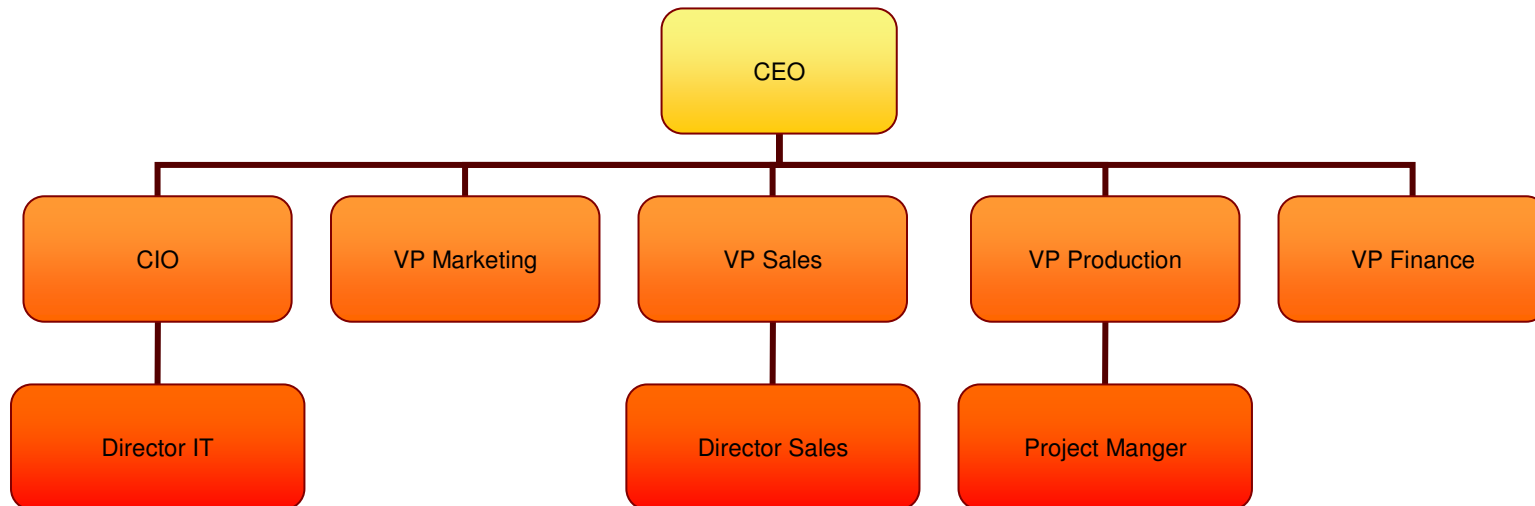 CEO
CIO
VP Marketing
VP Sales
VP Production
VP Finance
Director IT
Director Sales
Project Manger